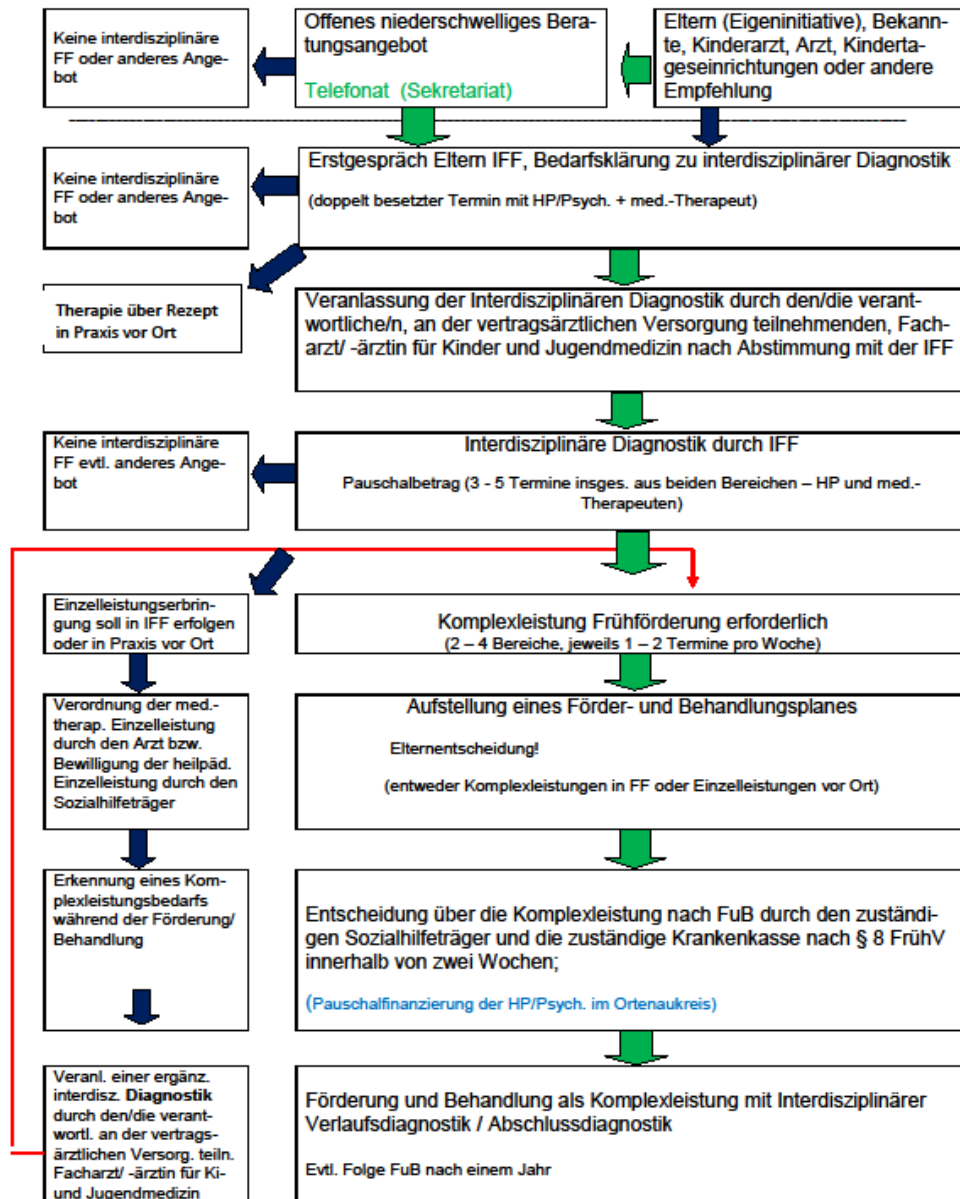 Keine interdisziplinäre
FF oder anderes Ange-
bot
Offenes niederschwelliges Bera-
tungsangebot
Telefonat (Sekretariat)
Eltern (Eigeninitiative), Bekann-
te, Kinderarzt, Arzt, Kinderta-
geseinrichtungen oder andere
Empfehlung
Keine interdisziplinäre
FF oder anderes Ange-
bot
Erstgespräch Eltern IFF, Bedarfsklärung zu interdisziplinärer Diagnostik
(doppelt besetzter Termin mit HP/Psych. + med.-Therapeut)
Therapie über Rezept
in Praxis vor Ort
Veranlassung der Interdisziplinären Diagnostik durch den/die verant-
wortliche/n, an der vertragsärztlichen Versorgung teilnehmenden, Fach-
arzt/ -ärztin für Kinder und Jugendmedizin nach Abstimmung mit der IFF
Keine interdisziplinäre
FF evtl. anderes Ange-
bot
Interdisziplinäre Diagnostik durch IFF
Pauschalbetrag (3 - 5 Termine insges. aus beiden Bereichen – HP und med.-
Therapeuten)
Einzelleistungserbrin-
gung soll in IFF erfolgen
oder in Praxis vor Ort
Komplexleistung Frühförderung erforderlich
(2 – 4 Bereiche, jeweils 1 – 2 Termine pro Woche)
Verordnung der med.-
therap. Einzelleistung
durch den Arzt bzw.
Bewilligung der heilpäd.
Einzelleistung durch den
Sozialhilfeträger
Aufstellung eines Förder- und Behandlungsplanes
Elternentscheidung!
(entweder Komplexleistungen in FF oder Einzelleistungen vor Ort)
Erkennung eines Kom-
plexleistungsbedarfs
während der Förderung/
Behandlung
Entscheidung über die Komplexleistung nach FuB durch den zuständi-
gen Sozialhilfeträger und die zuständige Krankenkasse nach § 8 FrühV
innerhalb von zwei Wochen;
(Pauschalfinanzierung der HP/Psych. im Ortenaukreis)
Veranl. einer ergänz.
interdisz. Diagnostik
durch den/die verant-
wortl. an der vertrags-
ärztlichen Versorg. teiln.
Facharzt/ -ärztin für Ki-
und Jugendmedizin
Förderung und Behandlung als Komplexleistung mit Interdisziplinärer
Verlaufsdiagnostik / Abschlussdiagnostik
Evtl. Folge FuB nach einem Jahr